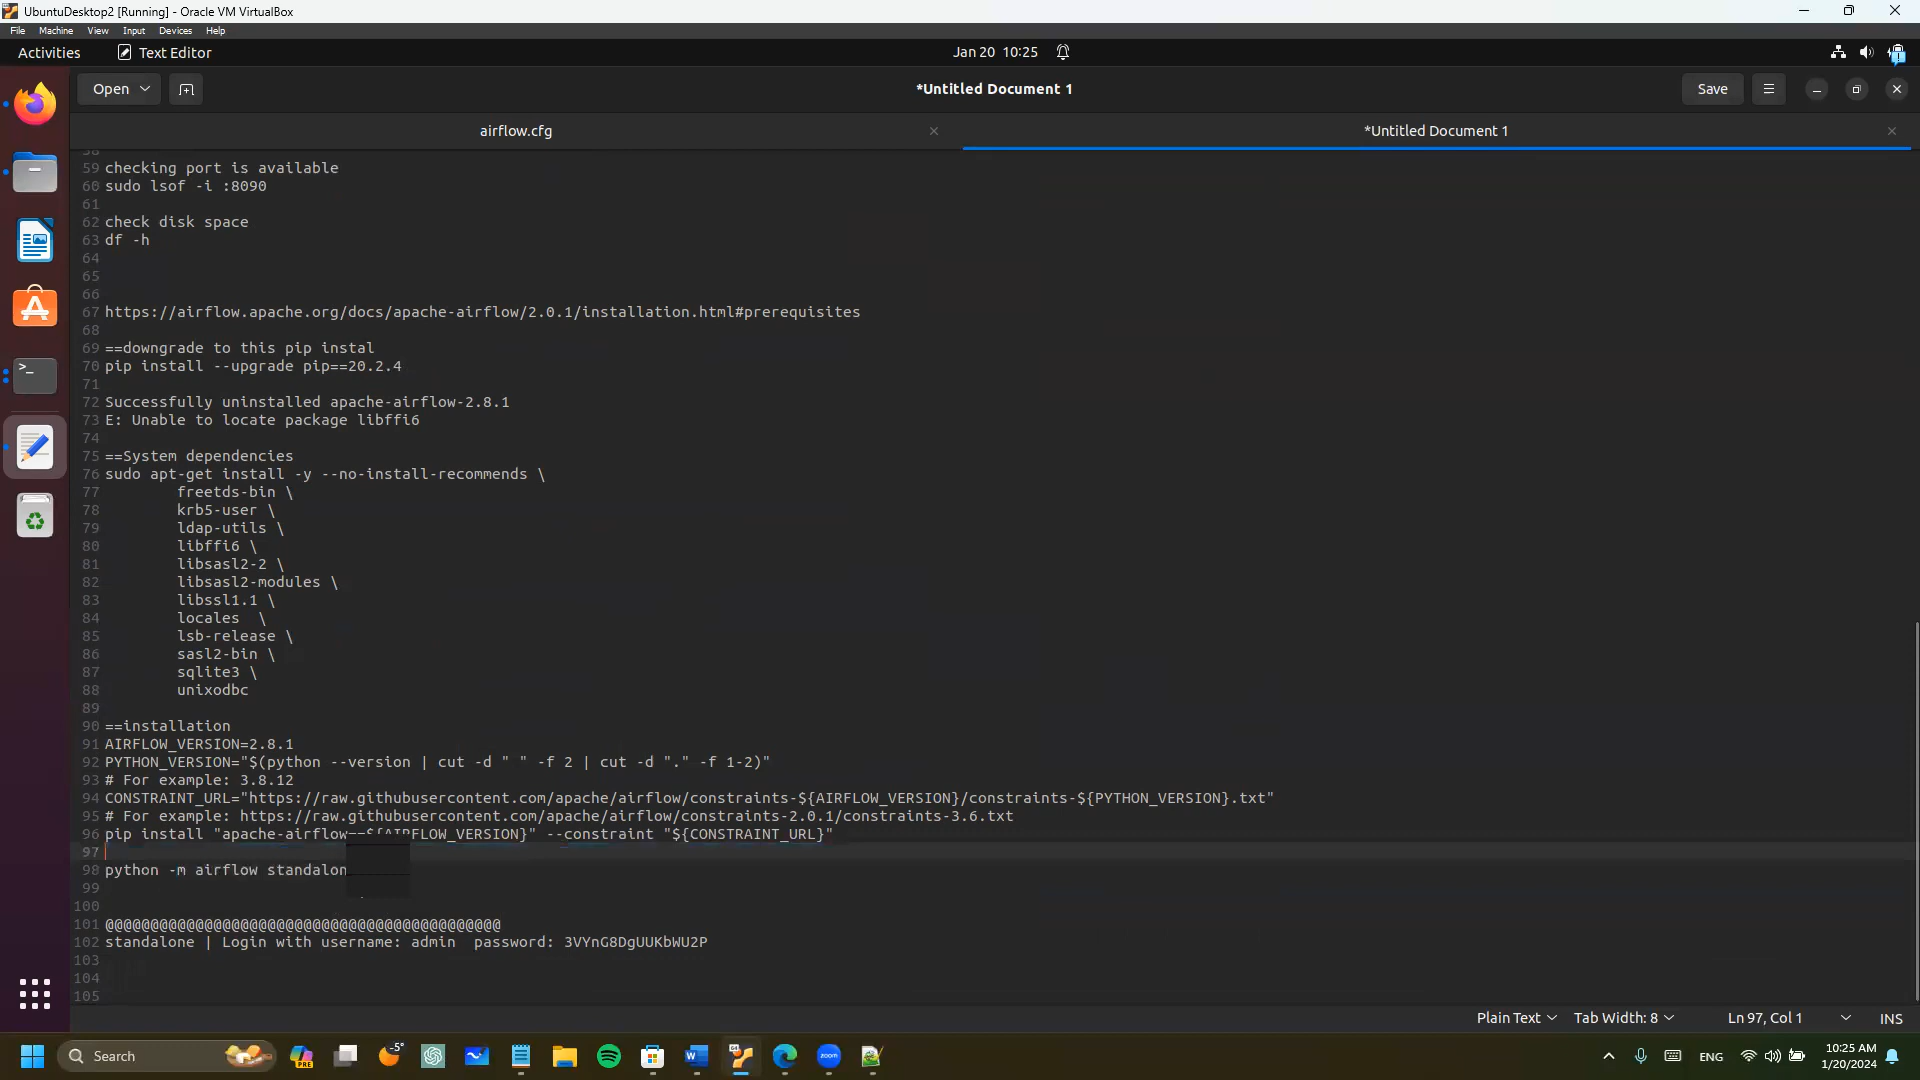 UbuntuDesktop2 [Running] - Oracle VM VirtualBox
File Machine View Input Devices Help
Activities Text Editor Jan 20 10:25
Open *Untitled Document 1 Save
airflow.cfg *Untitled Document 1
59 checking port is available
60 sudo lsof -i :8090
61
62 check disk space
63 df -h
64
65
66
67 https://airflow.apache.org/docs/apache-airflow/2.0.1/installation.html#prerequisites
68
69 ==downgrade to this pip instal
70 pip install --upgrade pip==20.2.4
71
72 Successfully uninstalled apache-airflow-2.8.1
73 E: Unable to locate package libffi6
74
75 ==System dependencies
76 sudo apt-get install -y --no-install-recommends \
77 freetds-bin \
78 krb5-user \
79 ldap-utils \
80 libffi6 \
81 libsasl2-2 \
82 libsasl2-modules \
83 libssl1.1 \
84 locales \
85 lsb-release \
86 sasl2-bin \
87 sqlite3 \
88 unixodbc
89
90 ==installation
91 AIRFLOW_VERSION=2.8.1
92 PYTHON_VERSION="$(python --version | cut -d " " -f 2 | cut -d "." -f 1-2)"
93 # For example: 3.8.12
94 CONSTRAINT_URL="https://raw.githubusercontent.com/apache/airflow/constraints-${AIRFLOW_VERSION}/constraints-${PYTHON_VERSION}.txt"
95 # For example: https://raw.githubusercontent.com/apache/airflow/constraints-2.0.1/constraints-3.6.txt
96 pip install "apache-airflow==${AIRFLOW_VERSION}" --constraint "${CONSTRAINT_URL}"
97
98 python -m airflow standalon
99
100
101 @@@@@@@@@@@@@@@@@@@@@@@@@@@@@@@@@@@@@@@@@@@@
102 standalone | Login with username: admin password: 3VYnG8DgUUKbWU2P
103
104
105
Plain Text Tab Width: 8 Ln 97, Col 1 INS
Search PRE -5° zoom ENG 10:25 AM
1/20/2024